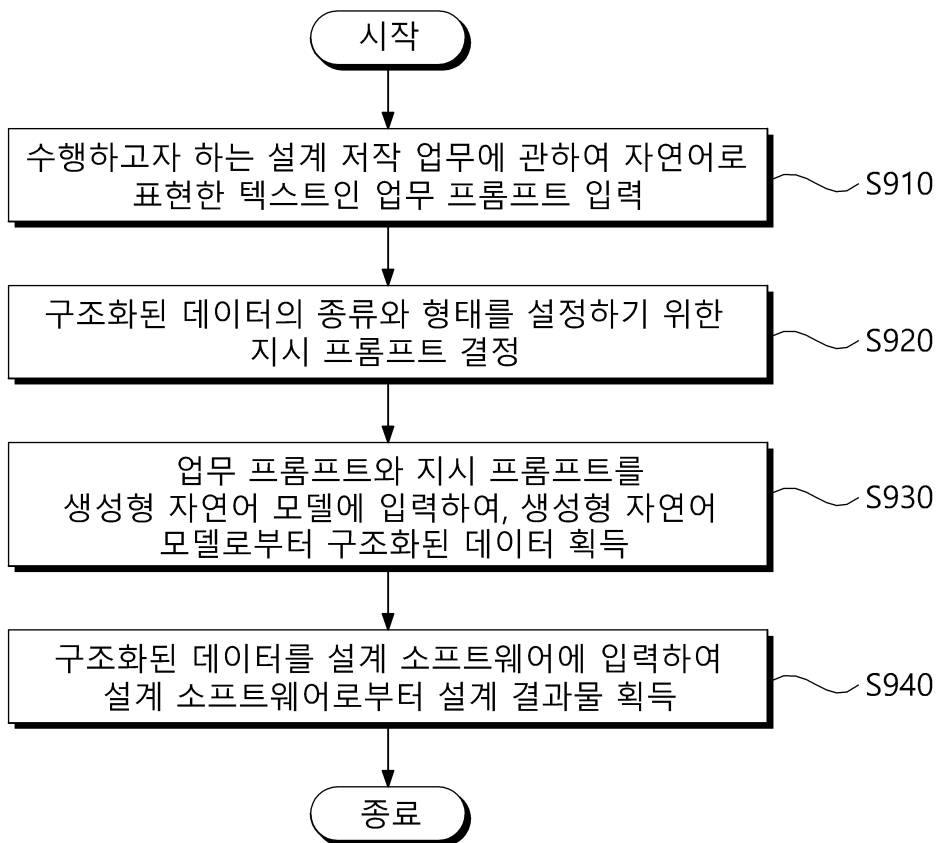 시작
수행하고자 하는 설계 저작 업무에 관하여 자연어로
표현한 텍스트인 업무 프롬프트 입력
S910
구조화된 데이터의 종류와 형태를 설정하기 위한
지시 프롬프트 결정
S920
업무 프롬프트와 지시 프롬프트를
생성형 자연어 모델에 입력하여, 생성형 자연어
모델로부터 구조화된 데이터 획득
S930
구조화된 데이터를 설계 소프트웨어에 입력하여
설계 소프트웨어로부터 설계 결과물 획득
S940
종료